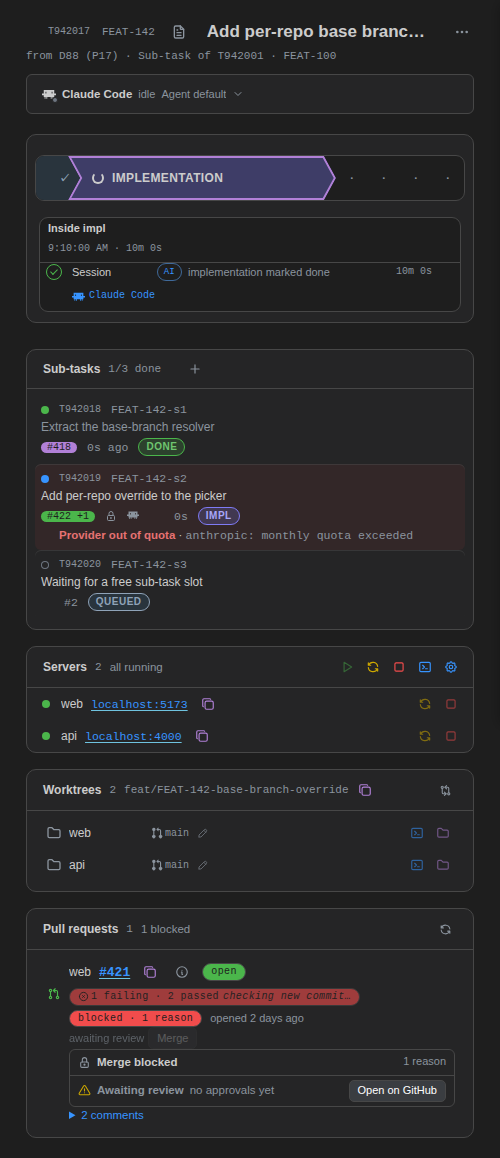 T942017 FEAT-142 Add per-repo base branc…
from D88 (P17) · Sub-task of T942001 · FEAT-100
Claude Code idle Agent default
IMPLEMENTATION
Inside impl
9:10:00 AM · 10m 0s
Session AI implementation marked done 10m 0s
Claude Code
Sub-tasks 1/3 done
T942018 FEAT-142-s1
Extract the base-branch resolver
#418 0s ago DONE
T942019 FEAT-142-s2
Add per-repo override to the picker
#422 +1 0s IMPL
Provider out of quota · anthropic: monthly quota exceeded
T942020 FEAT-142-s3
Waiting for a free sub-task slot
#2 QUEUED
Servers 2 all running
web localhost:5173
api localhost:4000
Worktrees 2 feat/FEAT-142-base-branch-override
web main
api main
Pull requests 1 1 blocked
web #421 open
1 failing · 2 passed checking new commit…
blocked · 1 reason opened 2 days ago
awaiting review Merge
Merge blocked 1 reason
Awaiting review no approvals yet Open on GitHub
2 comments